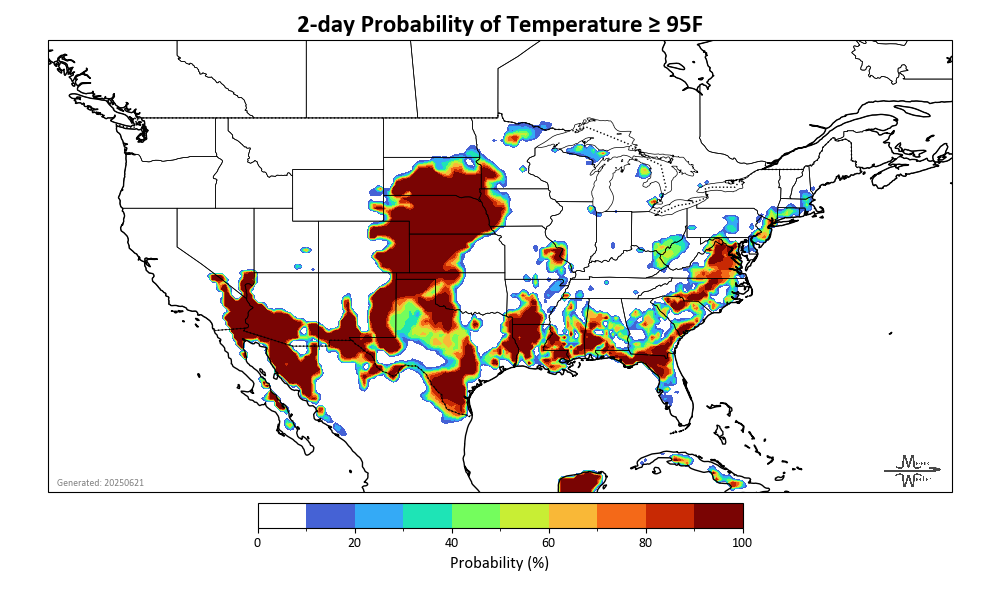 2-day Probability of Temperature ≥ 95F
Generated: 20250621
0 20 40 60 80 100
Probability (%)